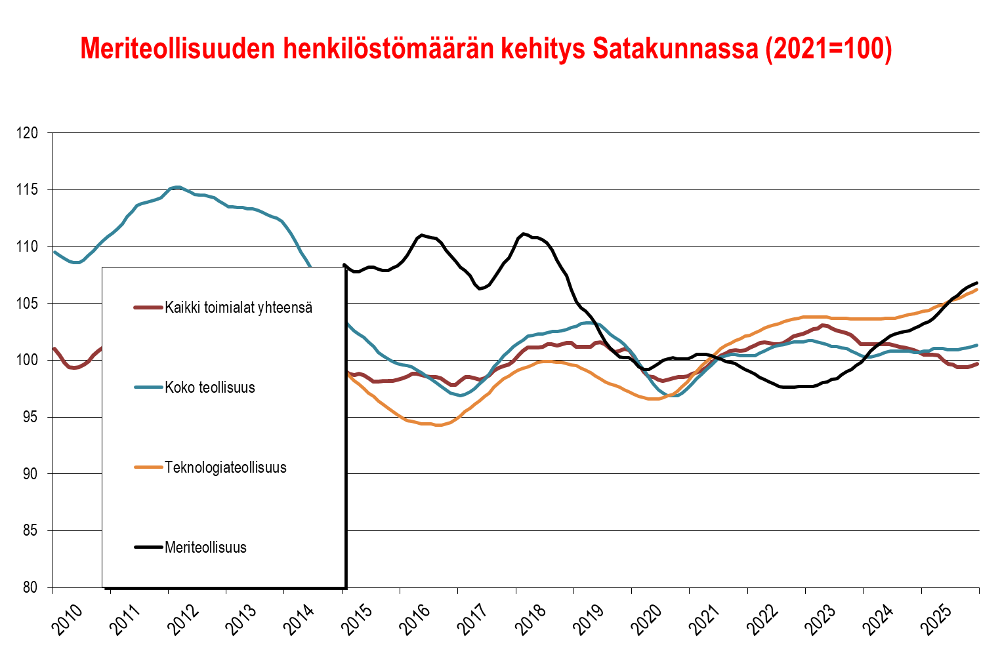 Meriteollisuuden henkilöstömäärän kehitys Satakunnassa (2021=100)
120
115
110
105
100
95
90
85
80
Kaikki toimialat yhteensä
Koko teollisuus
Teknologiateollisuus
Meriteollisuus
2010 2011 2012 2013 2014 2015 2016 2017 2018 2019 2020 2021 2022 2023 2024 2025